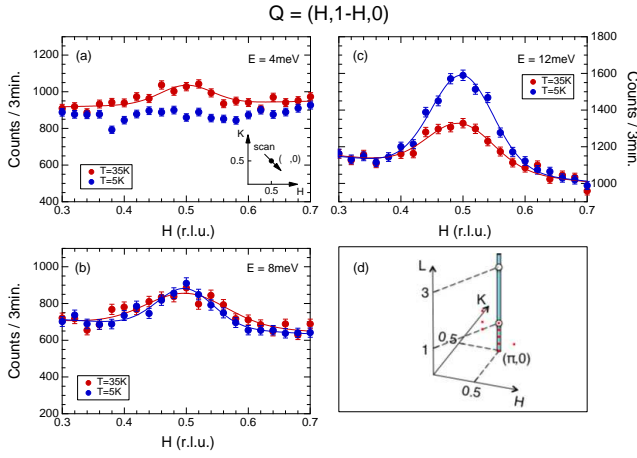 Q = (H,1-H,0)
(a)
E = 4meV
Counts / 3min.
1200
1000
800
600
400
T=35K
T=5K
K
scan
0.5
( ,0)
0.5
H
0.3
0.4
0.5
0.6
0.7
H (r.l.u.)
(c)
E = 12meV
T=35K
T=5K
1800
1600
1400
1200
1000
Counts / 3min.
0.3
0.4
0.5
0.6
0.7
H (r.l.u.)
(b)
E = 8meV
Counts / 3min.
1000
800
600
400
200
T=35K
T=5K
0.3
0.4
0.5
0.6
0.7
H (r.l.u.)
(d)
L
3
K
0.5
1
(π,0)
0.5
H